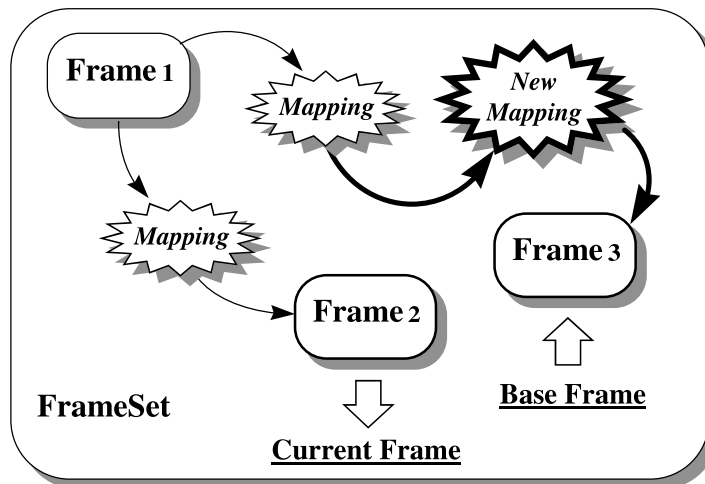 Frame 1
Mapping
New
Mapping
Mapping
Frame 3
Frame 2
Base Frame
FrameSet
Current Frame